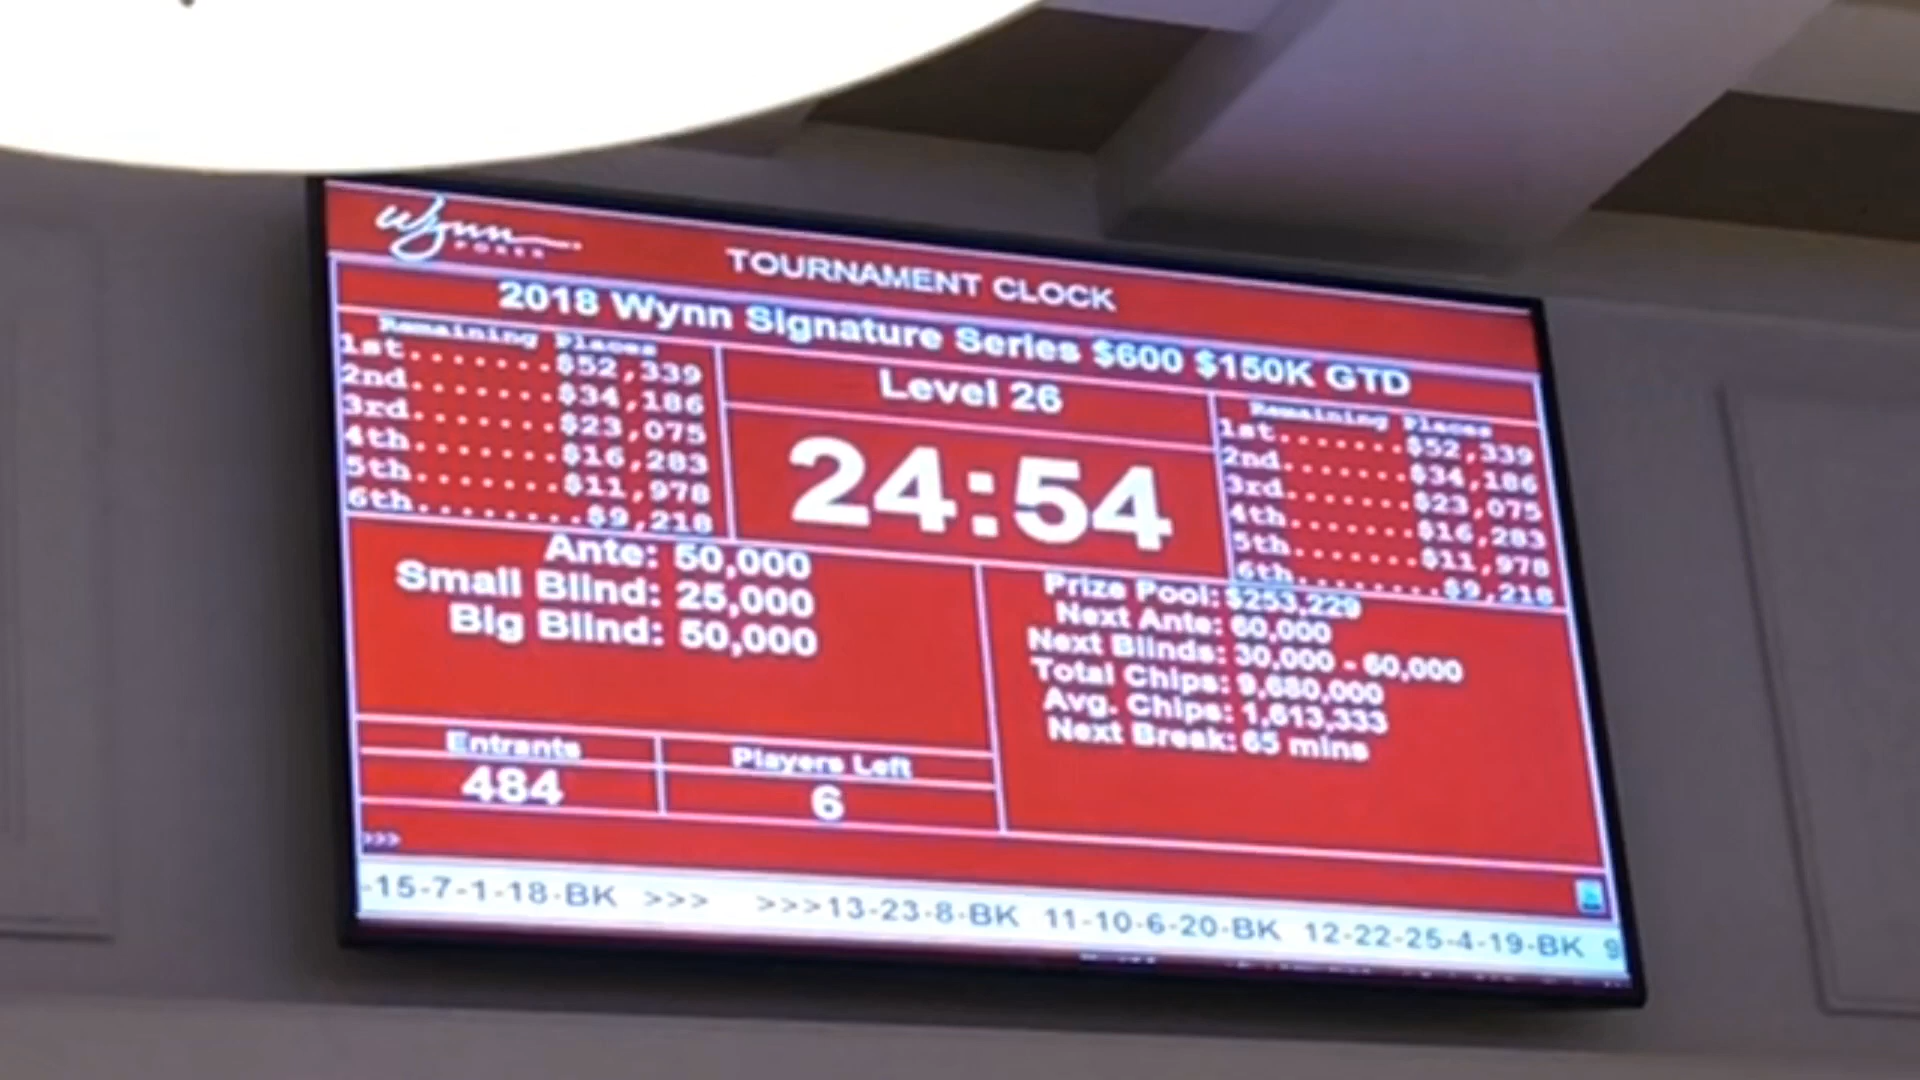 Wynn
POKER
TOURNAMENT CLOCK
2018 Wynn Signature Series $600 $150K GTD
Remaining Places
1st.......$52,339
2nd.......$34,186
3rd.......$23,075
4th.......$16,283
5th.......$11,978
6th........$9,218
Level 26
24:54
Remaining Places
1st.......$52,339
2nd.......$34,186
3rd.......$23,075
4th.......$16,283
5th.......$11,978
6th........$9,218
Ante: 50,000
Small Blind: 25,000
Big Blind: 50,000
Prize Pool: $253,229
Next Ante: 60,000
Next Blinds: 30,000 - 60,000
Total Chips: 9,680,000
Avg. Chips: 1,613,333
Next Break: 65 mins
Entrants
484
Players Left
6
>>>
-15-7-1-18-BK >>> >>>13-23-8-BK 11-10-6-20-BK 12-22-25-4-19-BK 9